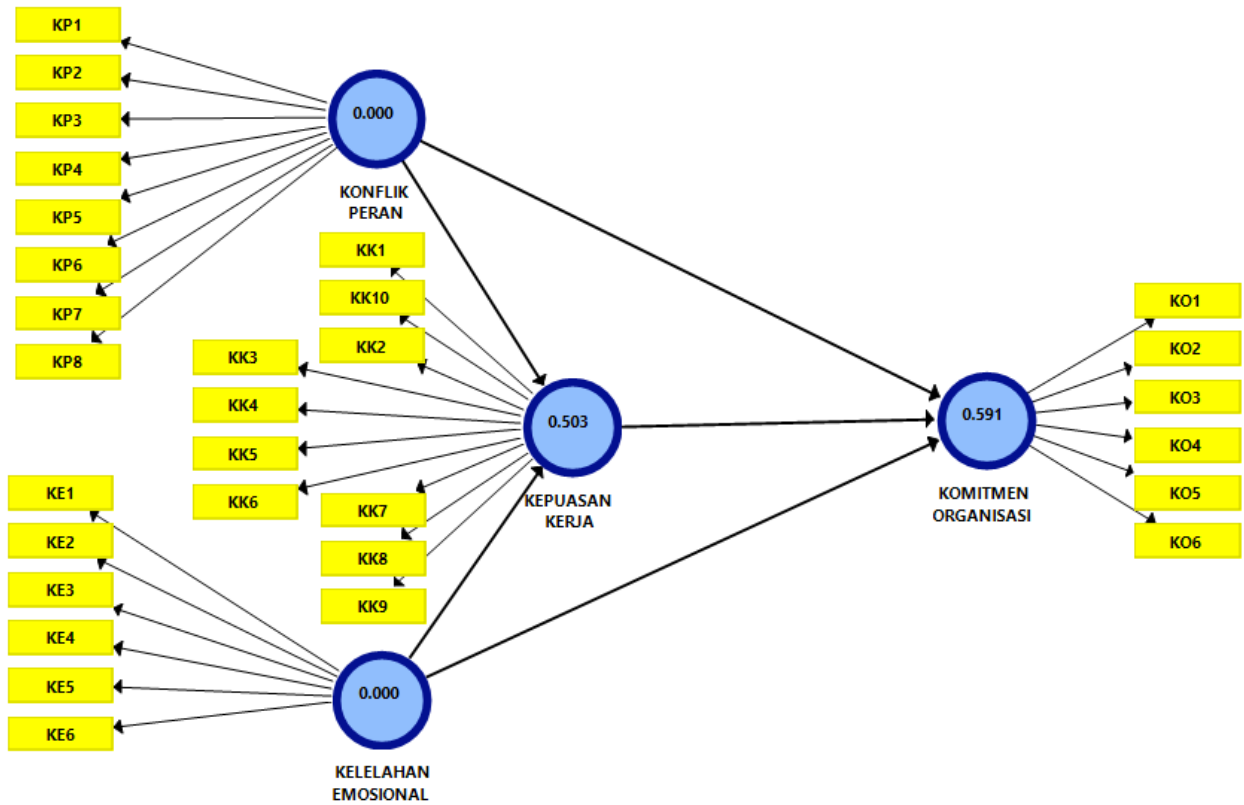 KP1
KP2
KP3
KP4
KP5
KP6
KP7
KP8
0.000
KONFLIK
PERAN
KK1
KK10
KK2
KK3
KK4
KK5
KK6
KK7
KK8
KK9
0.503
KEPUASAN
KERJA
KE1
KE2
KE3
KE4
KE5
KE6
0.000
KELELAHAN
EMOSIONAL
0.591
KOMITMEN
ORGANISASI
KO1
KO2
KO3
KO4
KO5
KO6